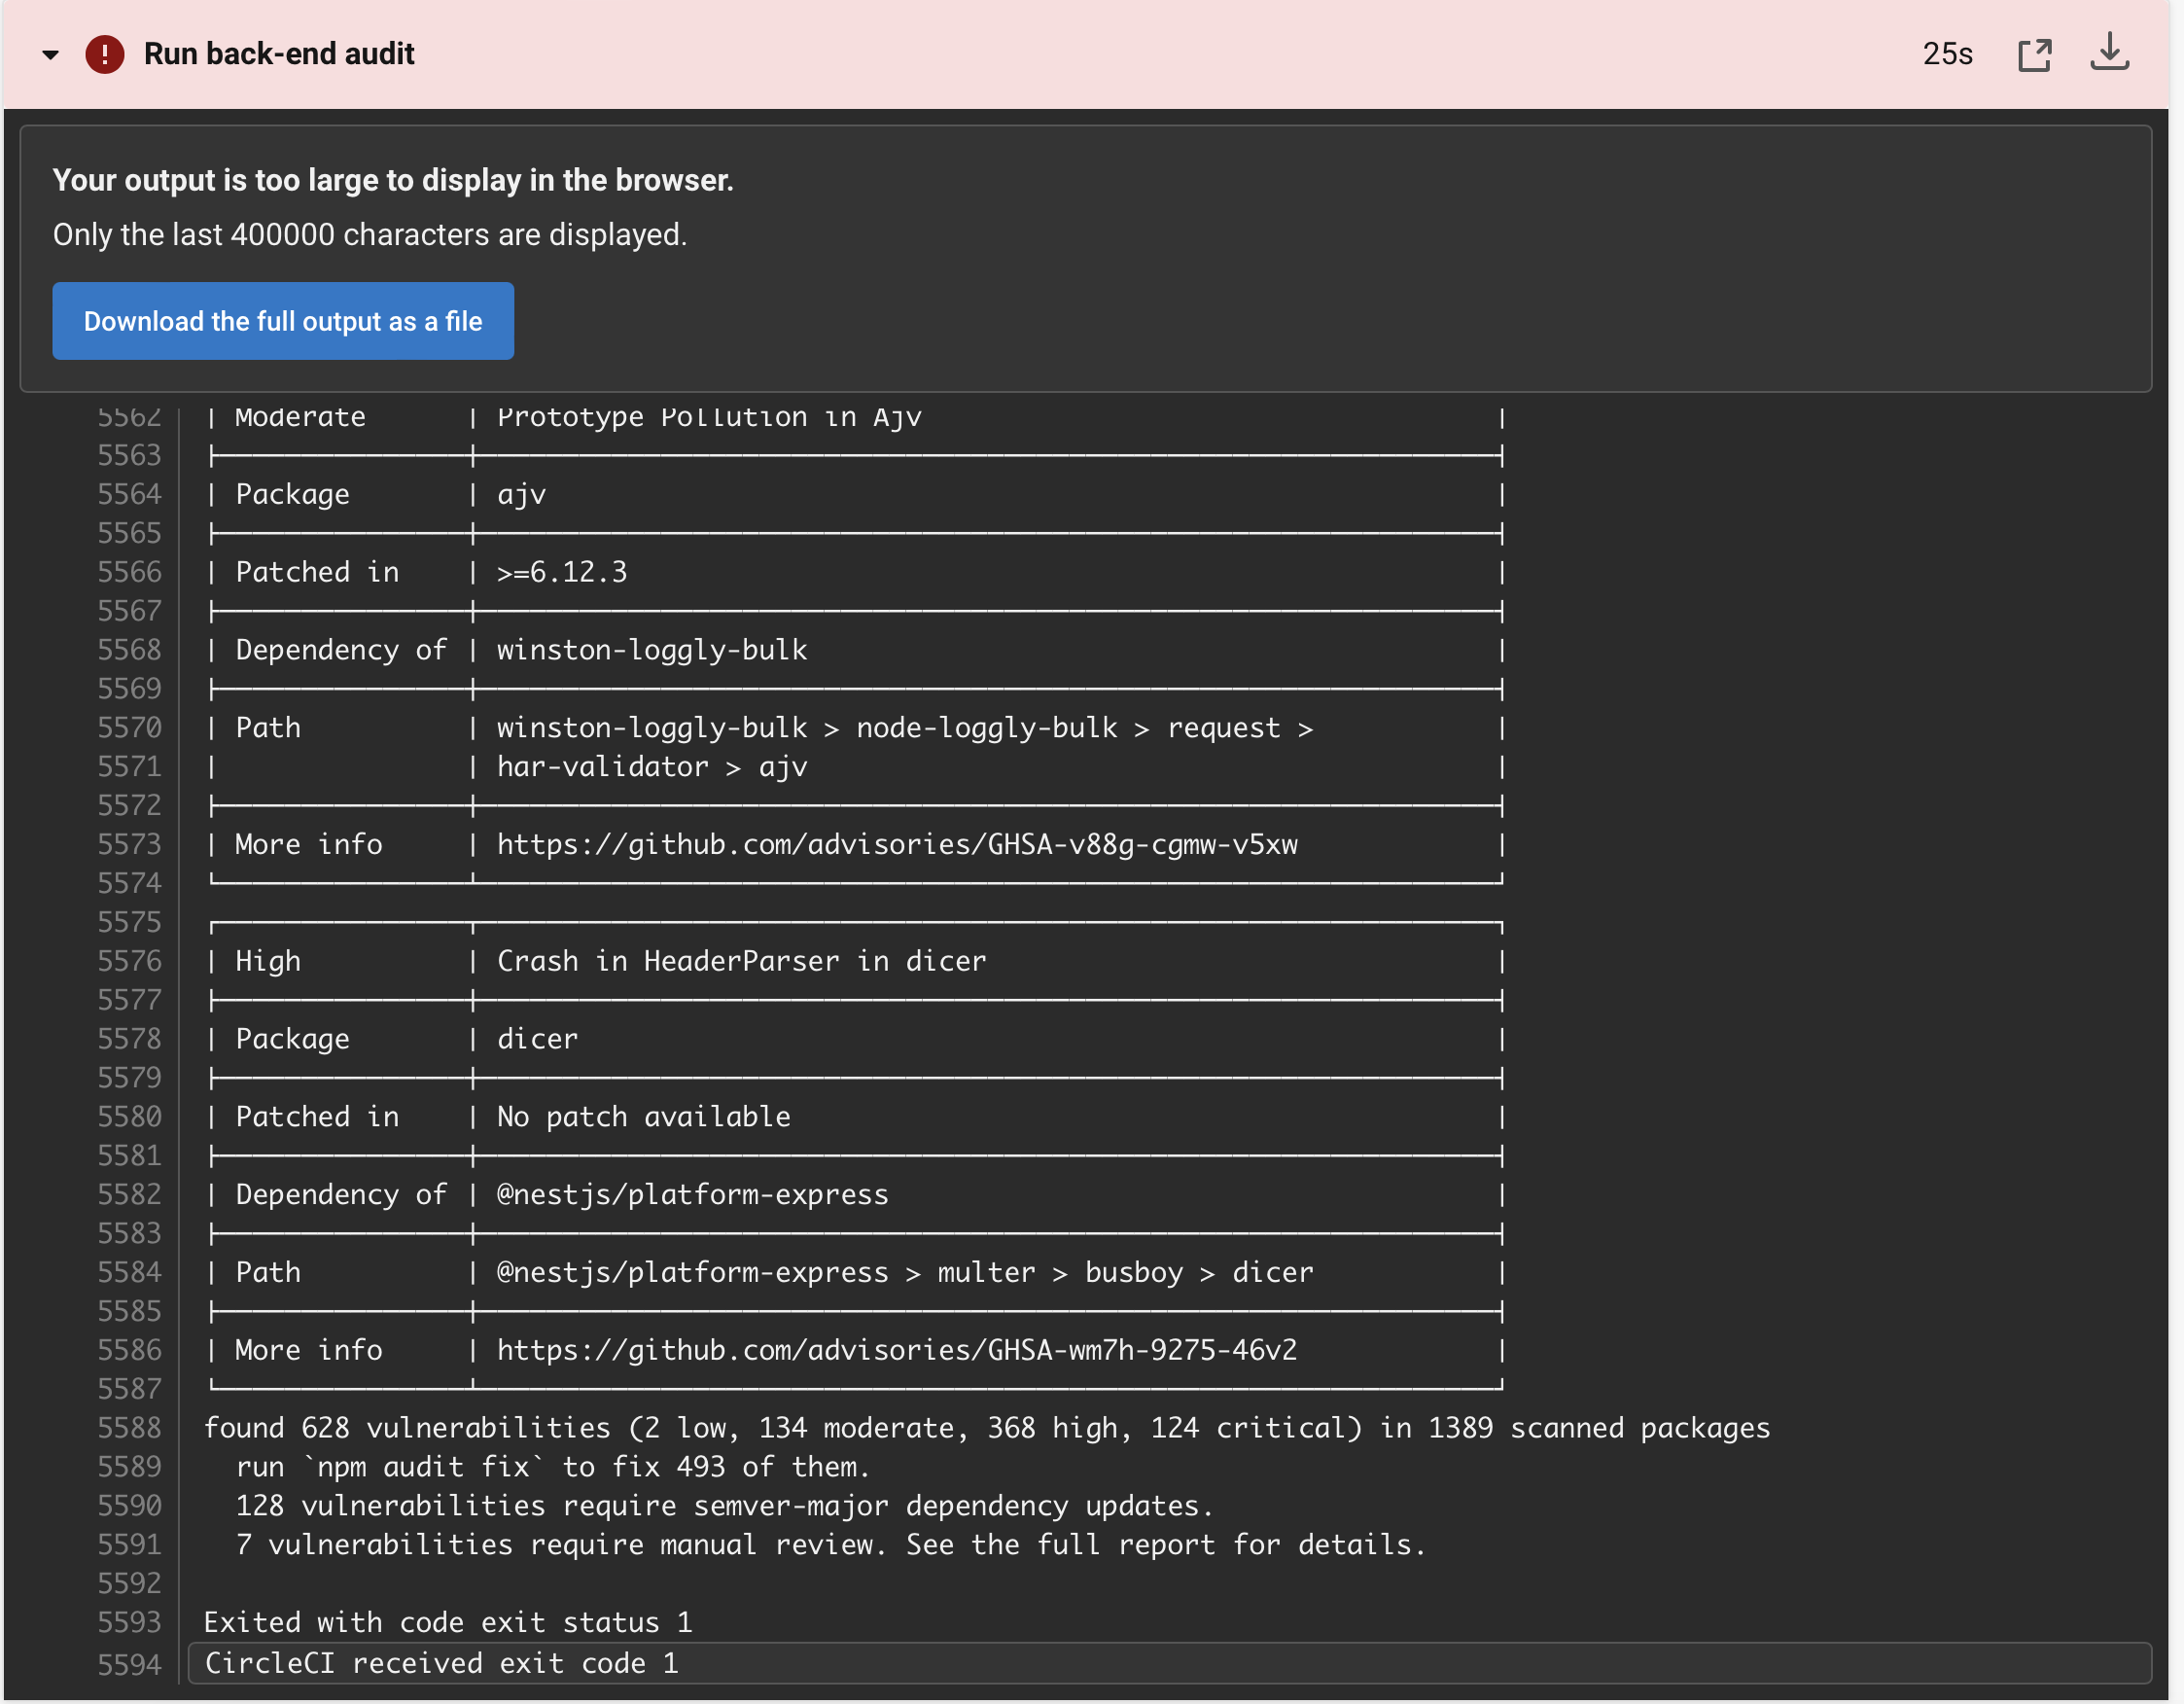 Run back-end audit
25s
Your output is too large to display in the browser.
Only the last 400000 characters are displayed.
Download the full output as a file
5562 | Moderate | Prototype Pollution in Ajv |
5563
5564 | Package | ajv |
5565
5566 | Patched in | >=6.12.3 |
5567
5568 | Dependency of | winston-loggly-bulk |
5569
5570 | Path | winston-loggly-bulk > node-loggly-bulk > request > |
5571 | | har-validator > ajv |
5572
5573 | More info | https://github.com/advisories/GHSA-v88g-cgmw-v5xw |
5574
5575
5576 | High | Crash in HeaderParser in dicer |
5577
5578 | Package | dicer |
5579
5580 | Patched in | No patch available |
5581
5582 | Dependency of | @nestjs/platform-express |
5583
5584 | Path | @nestjs/platform-express > multer > busboy > dicer |
5585
5586 | More info | https://github.com/advisories/GHSA-wm7h-9275-46v2 |
5587
5588 found 628 vulnerabilities (2 low, 134 moderate, 368 high, 124 critical) in 1389 scanned packages
5589 run `npm audit fix` to fix 493 of them.
5590 128 vulnerabilities require semver-major dependency updates.
5591 7 vulnerabilities require manual review. See the full report for details.
5592
5593 Exited with code exit status 1
5594 CircleCI received exit code 1